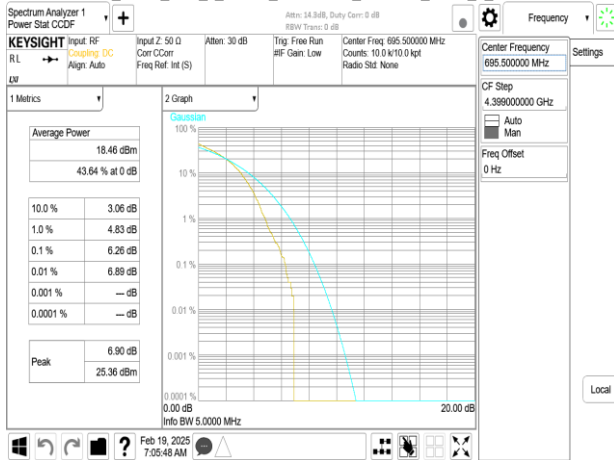 Spectrum Analyzer 1
Power Stat CCDF
Attn: 14.3dB, Duty Corr: 0 dB
RBW Trans: 0 dB
Frequency
KEYSIGHT
RL
LXI
Input: RF
Coupling: DC
Align: Auto
Input Z: 50 Ω
Corr CCorr
Freq Ref: Int (S)
Atten: 30 dB
Trig: Free Run
#IF Gain: Low
Center Freq: 695.500000 MHz
Counts: 10.0 k/10.0 kpt
Radio Std: None
Center Frequency
695.500000 MHz
Settings
CF Step
4.399000000 GHz
Auto
Man
Freq Offset
0 Hz
Local
1 Metrics
Average Power
18.46 dBm
43.64 % at 0 dB
10.0 % 3.06 dB
1.0 % 4.83 dB
0.1 % 6.26 dB
0.01 % 6.89 dB
0.001 % --- dB
0.0001 % --- dB
Peak
6.90 dB
25.36 dBm
2 Graph
Gaussian
100 %
10 %
1 %
0.1 %
0.01 %
0.001 %
0.0001 %
0.00 dB 20.00 dB
Info BW 5.0000 MHz
?
Feb 19, 2025
7:05:48 AM